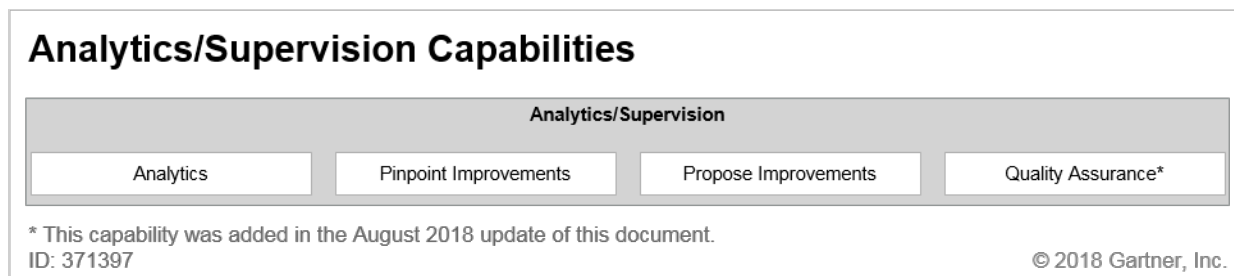 Analytics/Supervision Capabilities
Analytics/Supervision
Analytics
Pinpoint Improvements
Propose Improvements
Quality Assurance*
* This capability was added in the August 2018 update of this document.
ID: 371397
© 2018 Gartner, Inc.